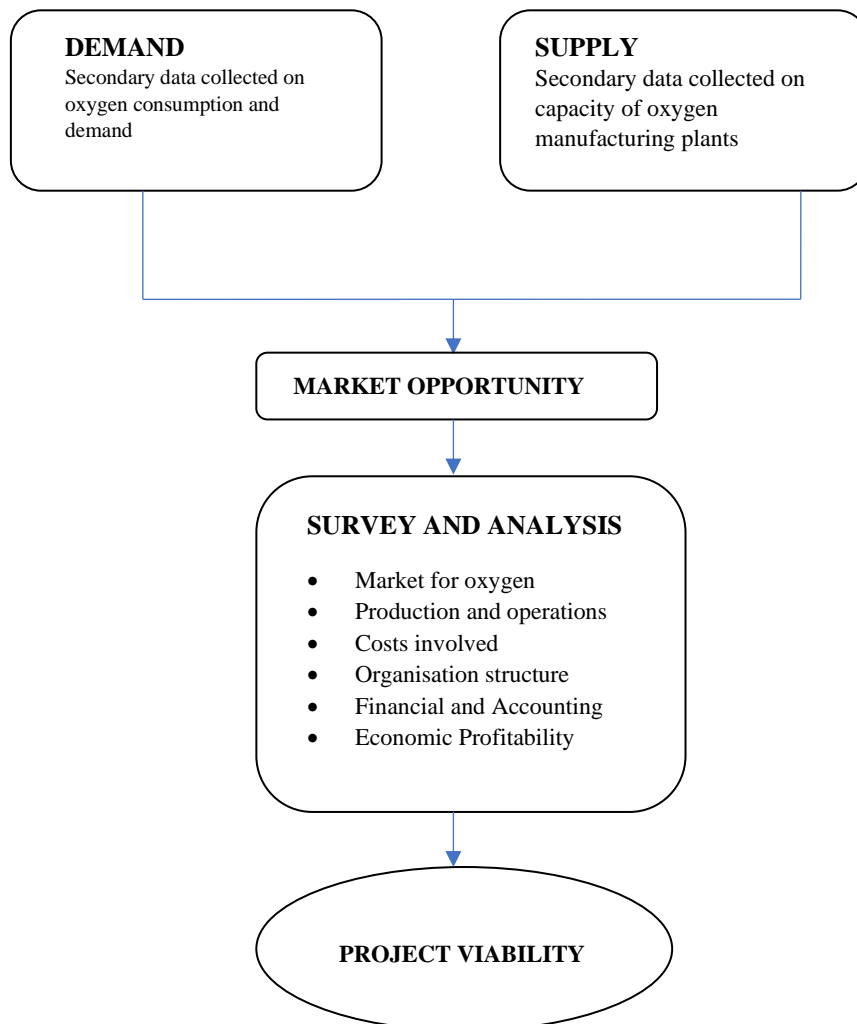 DEMAND
Secondary data collected on
oxygen consumption and
demand
SUPPLY
Secondary data collected on
capacity of oxygen
manufacturing plants
MARKET OPPORTUNITY
SURVEY AND ANALYSIS
• Market for oxygen
• Production and operations
• Costs involved
• Organisation structure
• Financial and Accounting
• Economic Profitability
PROJECT VIABILITY